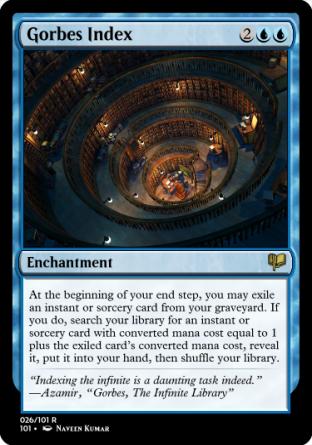 Gorbes Index 2
Enchantment
At the beginning of your end step, you may exile
an instant or sorcery card from your graveyard. If
you do, search your library for an instant or
sorcery card with converted mana cost equal to 1
plus the exiled card's converted mana cost, reveal
it, put it into your hand, then shuffle your library.
“Indexing the infinite is a daunting task indeed.”
—Azamir, “Gorbes, The Infinite Library”
026/101 R
101 • Naveen Kumar